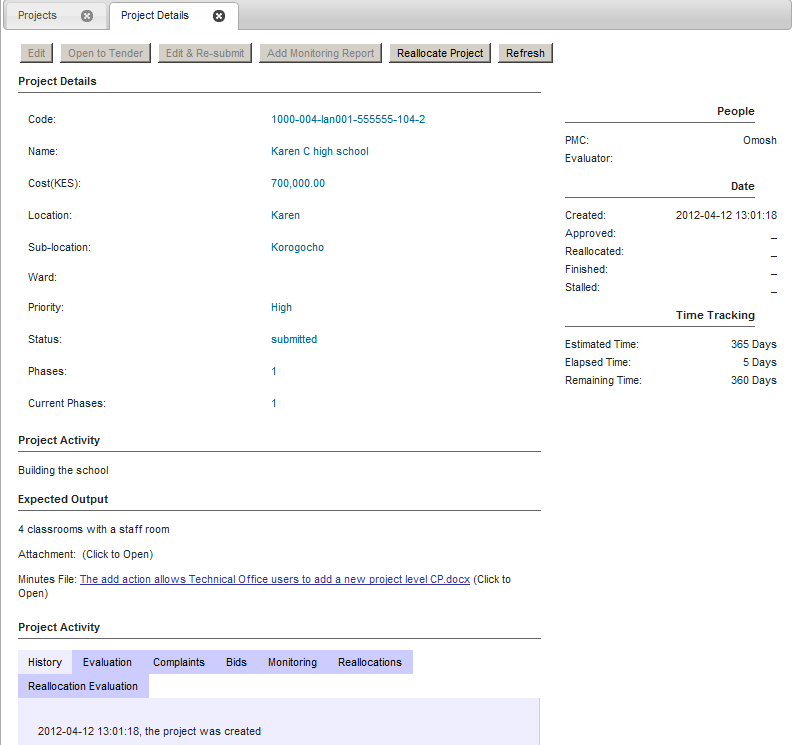 Projects
Project Details
Edit
Open to Tender
Edit & Re-submit
Add Monitoring Report
Reallocate Project
Refresh
Project Details
Code: 1000-004-lan001-555555-104-2
Name: Karen C high school
Cost(KES): 700,000.00
Location: Karen
Sub-location: Korogocho
Ward:
Priority: High
Status: submitted
Phases: 1
Current Phases: 1
People
PMC: Omosh
Evaluator:
Date
Created: 2012-04-12 13:01:18
Approved: _
Reallocated: _
Finished: _
Stalled: _
Time Tracking
Estimated Time: 365 Days
Elapsed Time: 5 Days
Remaining Time: 360 Days
Project Activity
Building the school
Expected Output
4 classrooms with a staff room
Attachment: (Click to Open)
Minutes File: The add action allows Technical Office users to add a new project level CP.docx (Click to
Open)
Project Activity
History Evaluation Complaints Bids Monitoring Reallocations
Reallocation Evaluation
2012-04-12 13:01:18, the project was created